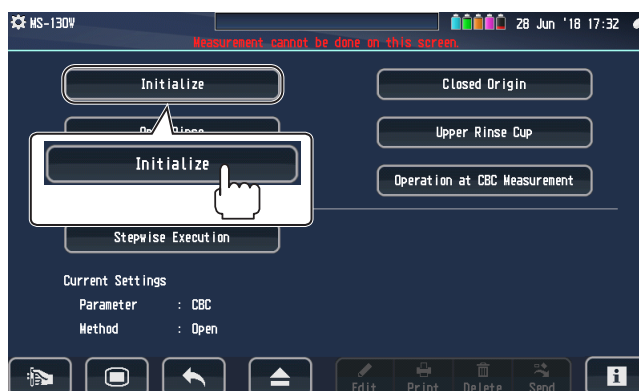 MS-130V
28 Jun '18 17:32
Measurement cannot be done on this screen.
Initialize
Closed Origin
Upper Rinse Cup
Initialize
Operation at CBC Measurement
Stepwise Execution
Current Settings
Parameter : CBC
Method : Open
Edit Print Delete Send